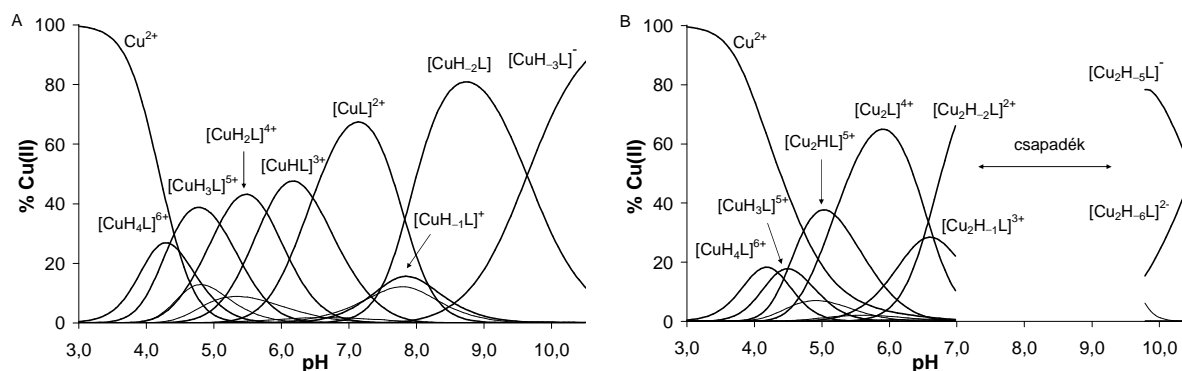 A
% Cu(II)
100
80
60
40
20
0
Cu²⁺
[CuH₄L]⁶⁺
[CuH₃L]⁵⁺
[CuH₂L]⁴⁺
[CuHL]³⁺
[CuL]²⁺
[CuH₋₂L]
[CuH₋₃L]⁻
[CuH₋₁L]⁺
3,0 4,0 5,0 6,0 7,0 8,0 9,0 10,0
pH
B
% Cu(II)
100
80
60
40
20
0
Cu²⁺
[CuH₄L]⁶⁺
[CuH₃L]⁵⁺
[Cu₂HL]⁵⁺
[Cu₂L]⁴⁺
[Cu₂H₋₂L]²⁺
csapadék
[Cu₂H₋₁L]³⁺
[Cu₂H₋₅L]⁻
[Cu₂H₋₆L]²⁻
3,0 4,0 5,0 6,0 7,0 8,0 9,0 10,0
pH